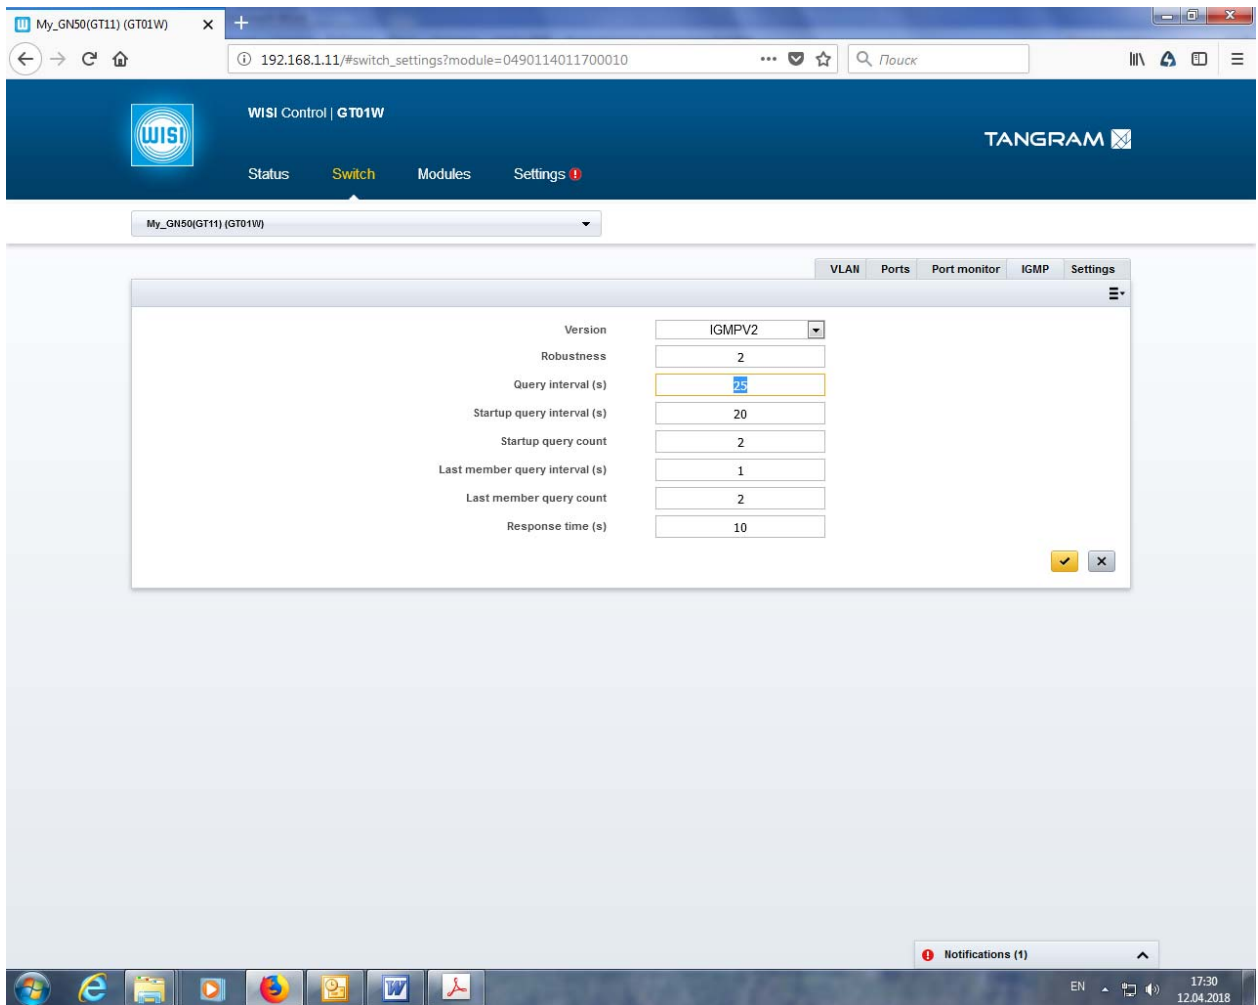 My_GN50(GT11) (GT01W)
192.168.1.11/#switch_settings?module=0490114011700010
Поиск
WISI
WISI Control | GT01W
TANGRAM
Status Switch Modules Settings
My_GN50(GT11) (GT01W)
VLAN Ports Port monitor IGMP Settings
Version IGMPV2
Robustness 2
Query interval (s) 25
Startup query interval (s) 20
Startup query count 2
Last member query interval (s) 1
Last member query count 2
Response time (s) 10
Notifications (1)
EN 17:30
12.04.2018